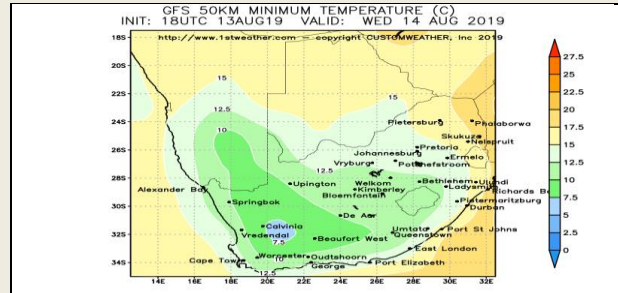 GFS 50KM MINIMUM TEMPERATURE (C)
INIT: 18UTC 13AUG19 VALID: WED 14 AUG 2019
http://www.1stweather.com – copyright CUSTOMWEATHER, Inc 2019
18S
20S
22S
24S
26S
28S
30S
32S
34S
15
15
12.5
10
12.5
7.5
10
12.5
Pietersburg
Phalaborwa
Skukuza
Nelspruit
Pretoria
Johannesburg
Ermelo
Vryburg
Potchefstroom
Upington
Welkom
Bethlehem
Ulundi
Kimberley
Ladysmith
Alexander Bay
Bloemfontein
Richards Ba
Springbok
Pietermaritzburg
Durban
De Aar
Calvinia
Vredendal
Umtata
Port St Johns
Beaufort West
Queenstown
East London
Cape Town
Worcester
Oudtshoorn
George
Port Elizabeth
14E 16E 18E 20E 22E 24E 26E 28E 30E 32E
27.5
25
22.5
20
17.5
15
12.5
10
7.5
5
2.5
0